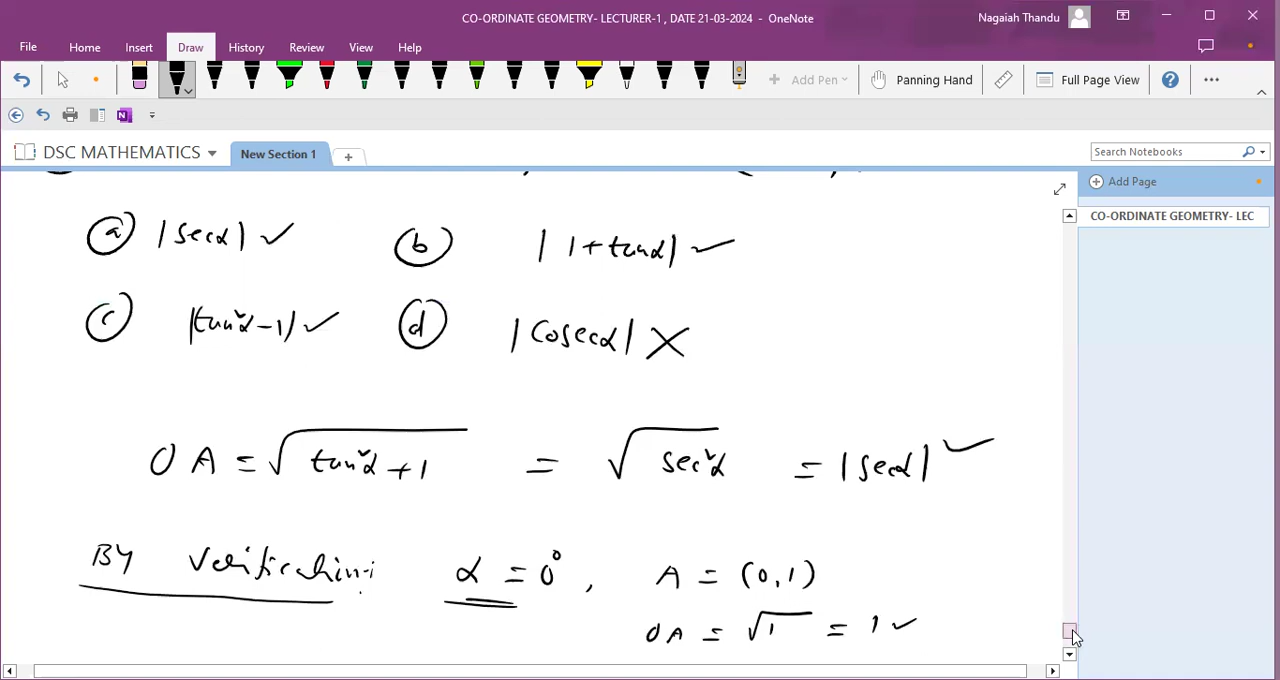 CO-ORDINATE GEOMETRY- LECTURER-1 , DATE 21-03-2024 - OneNote
Nagaiah Thandu
File Home Insert Draw History Review View Help
Add Pen Panning Hand Full Page View
DSC MATHEMATICS New Section 1 Search Notebooks
Add Page
CO-ORDINATE GEOMETRY- LEC
(a) |secα| ✓ (b) |1+tanα| ✓
(c) |tan²α-1| ✓ (d) |cosecα| ✗
OA = √(tan²α+1) = √(sec²α) = |secα| ✓
BY Verification: α = 0°, A = (0,1)
OA = √1 = 1 ✓